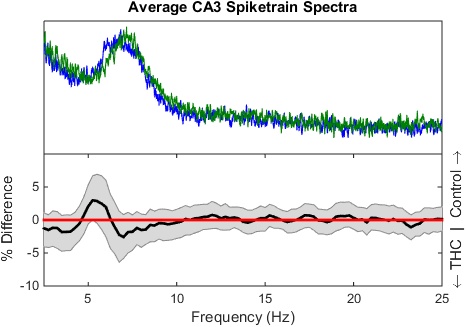 Average CA3 Spiketrain Spectra
% Difference
5
0
-5
-10
5
10
15
20
25
Frequency (Hz)
← THC | Control →